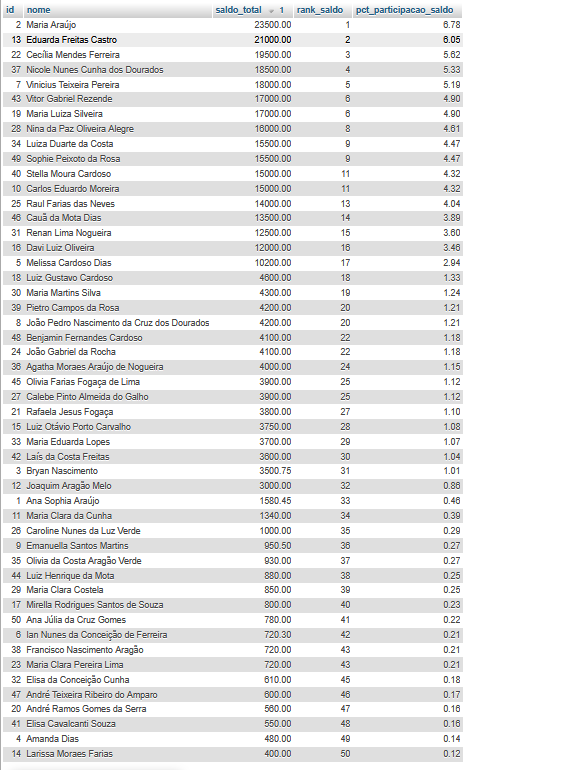 id nome saldo_total 1 rank_saldo pct_participacao_saldo
2 Maria Araújo 23500.00 1 6.78
13 Eduarda Freitas Castro 21000.00 2 6.05
22 Cecília Mendes Ferreira 19500.00 3 5.62
37 Nicole Nunes Cunha dos Dourados 18500.00 4 5.33
7 Vinicius Teixeira Pereira 18000.00 5 5.19
43 Vitor Gabriel Rezende 17000.00 6 4.90
19 Maria Luiza Silveira 17000.00 6 4.90
28 Nina da Paz Oliveira Alegre 16000.00 8 4.61
34 Luiza Duarte da Costa 15500.00 9 4.47
49 Sophie Peixoto da Rosa 15500.00 9 4.47
40 Stella Moura Cardoso 15000.00 11 4.32
10 Carlos Eduardo Moreira 15000.00 11 4.32
25 Raul Farias das Neves 14000.00 13 4.04
46 Cauã da Mota Dias 13500.00 14 3.89
31 Renan Lima Nogueira 12500.00 15 3.60
16 Davi Luiz Oliveira 12000.00 16 3.46
5 Melissa Cardoso Dias 10200.00 17 2.94
18 Luiz Gustavo Cardoso 4600.00 18 1.33
30 Maria Martins Silva 4300.00 19 1.24
39 Pietro Campos da Rosa 4200.00 20 1.21
8 João Pedro Nascimento da Cruz dos Dourados 4200.00 20 1.21
48 Benjamin Fernandes Cardoso 4100.00 22 1.18
24 João Gabriel da Rocha 4100.00 22 1.18
36 Agatha Moraes Araújo de Nogueira 4000.00 24 1.15
45 Olivia Farias Fogaça de Lima 3900.00 25 1.12
27 Calebe Pinto Almeida do Galho 3900.00 25 1.12
21 Rafaela Jesus Fogaça 3800.00 27 1.10
15 Luiz Otávio Porto Carvalho 3750.00 28 1.08
33 Maria Eduarda Lopes 3700.00 29 1.07
42 Laís da Costa Freitas 3600.00 30 1.04
3 Bryan Nascimento 3500.75 31 1.01
12 Joaquim Aragão Melo 3000.00 32 0.86
1 Ana Sophia Araújo 1580.45 33 0.46
11 Maria Clara da Cunha 1340.00 34 0.39
26 Caroline Nunes da Luz Verde 1000.00 35 0.29
9 Emanuella Santos Martins 950.50 36 0.27
35 Olivia da Costa Aragão Verde 930.00 37 0.27
44 Luiz Henrique da Mota 880.00 38 0.25
29 Maria Clara Costela 850.00 39 0.25
17 Mirella Rodrigues Santos de Souza 800.00 40 0.23
50 Ana Júlia da Cruz Gomes 780.00 41 0.22
6 Ian Nunes da Conceição de Ferreira 720.30 42 0.21
38 Francisco Nascimento Aragão 720.00 43 0.21
23 Maria Clara Pereira Lima 720.00 43 0.21
32 Elisa da Conceição Cunha 610.00 45 0.18
47 André Teixeira Ribeiro do Amparo 600.00 46 0.17
20 André Ramos Gomes da Serra 560.00 47 0.16
41 Elisa Cavalcanti Souza 550.00 48 0.16
4 Amanda Dias 480.00 49 0.14
14 Larissa Moraes Farias 400.00 50 0.12